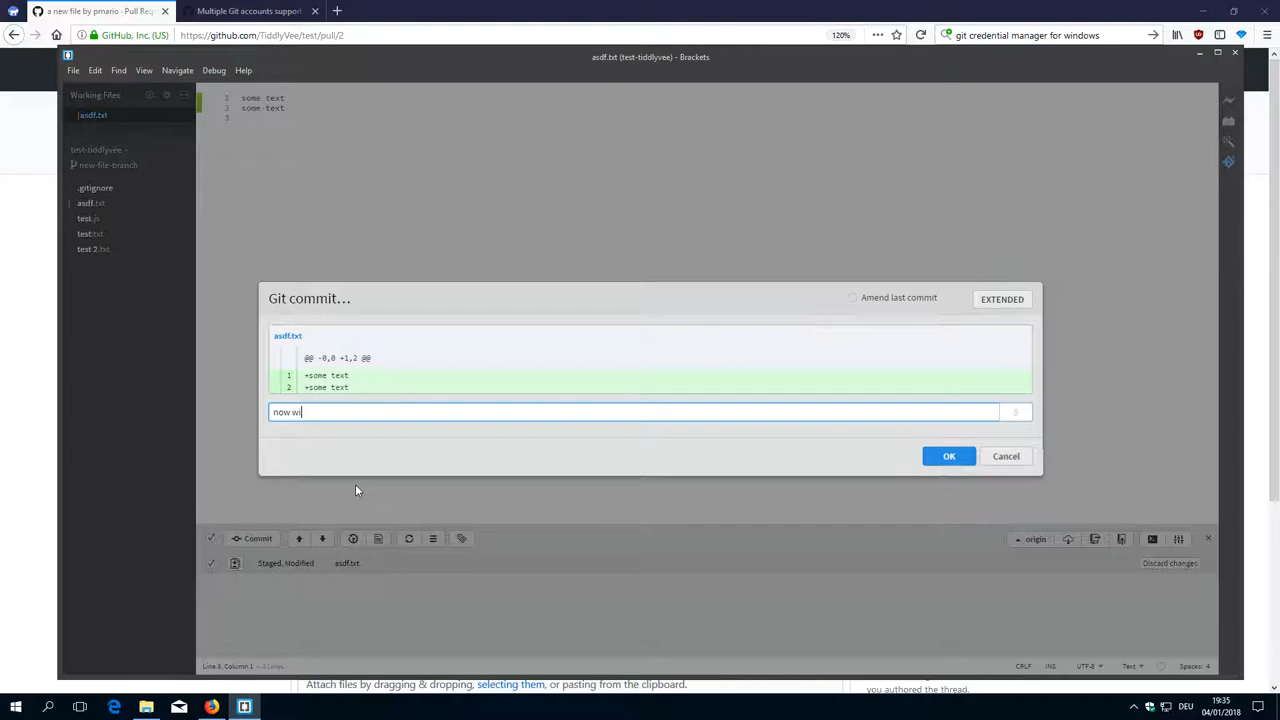 a new file by pmario · Pull Requ
Multiple Git accounts support
GitHub, Inc. (US)
https://github.com/TiddlyVee/test/pull/2
120%
git credential manager for windows
asdf.txt (test-tiddlyvee) - Brackets
File Edit Find View Navigate Debug Help
Working Files
asdf.txt
test-tiddlyvee
new-file-branch
.gitignore
asdf.txt
test.js
test.txt
test 2.txt
1 some text
2 some text
3
Git commit…
Amend last commit
EXTENDED
asdf.txt
@@ -0,0 +1,2 @@
1 +some text
2 +some text
now wi
5
OK
Cancel
Commit
origin
Staged, Modified
asdf.txt
Discard changes
Line 3, Column 1 — 3 Lines
CRLF INS UTF-8 Text Spaces: 4
Attach files by dragging & dropping, selecting them, or pasting from the clipboard.
you authored the thread.
DEU
19:35
04/01/2018